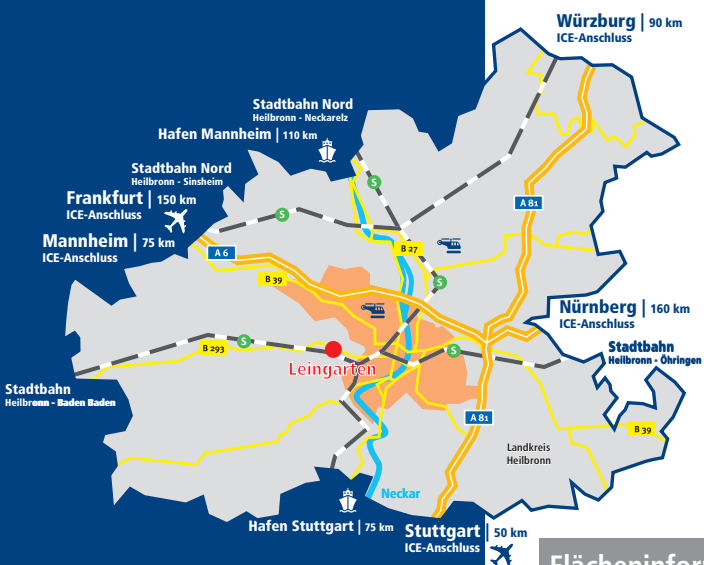 Würzburg | 90 km
ICE-Anschluss
Stadtbahn Nord
Heilbronn - Neckarelz
Hafen Mannheim | 110 km
Stadtbahn Nord
Heilbronn - Sinsheim
Frankfurt | 150 km
ICE-Anschluss
Mannheim | 75 km
ICE-Anschluss
S
S
A 81
B 27
A 6
B 39
S
Nürnberg | 160 km
ICE-Anschluss
S
B 293
S
Stadtbahn
Heilbronn - Öhringen
Leingarten
Stadtbahn
Heilbronn - Baden Baden
A 81
B 39
Landkreis
Heilbronn
Neckar
Hafen Stuttgart | 75 km
Stuttgart | 50 km
ICE-Anschluss